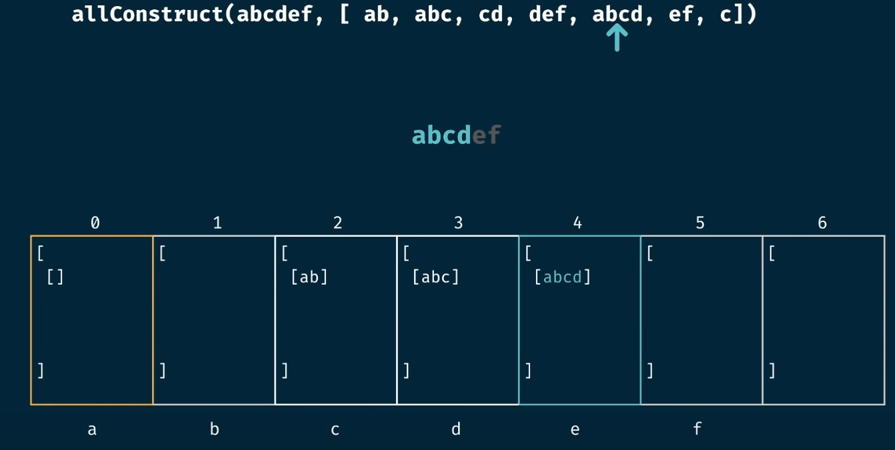 allConstruct(abcdef, [ ab, abc, cd, def, abcd, ef, c])
abcdef
0 1 2 3 4 5 6
[ [ [ [ [ [ [
[] [ab] [abc] [abcd]
] ] ] ] ] ] ]
a b c d e f